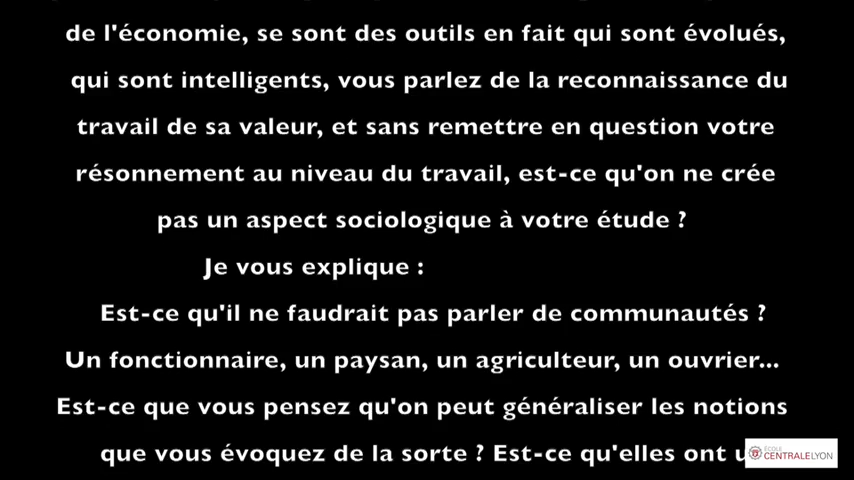 de l'économie, se sont des outils en fait qui sont évolués,
qui sont intelligents, vous parlez de la reconnaissance du
travail de sa valeur, et sans remettre en question votre
résonnement au niveau du travail, est-ce qu'on ne crée
pas un aspect sociologique à votre étude ?
Je vous explique :
Est-ce qu'il ne faudrait pas parler de communautés ?
Un fonctionnaire, un paysan, un agriculteur, un ouvrier...
Est-ce que vous pensez qu'on peut généraliser les notions
que vous évoquez de la sorte ? Est-ce qu'elles ont
ÉCOLE
CENTRALELYON